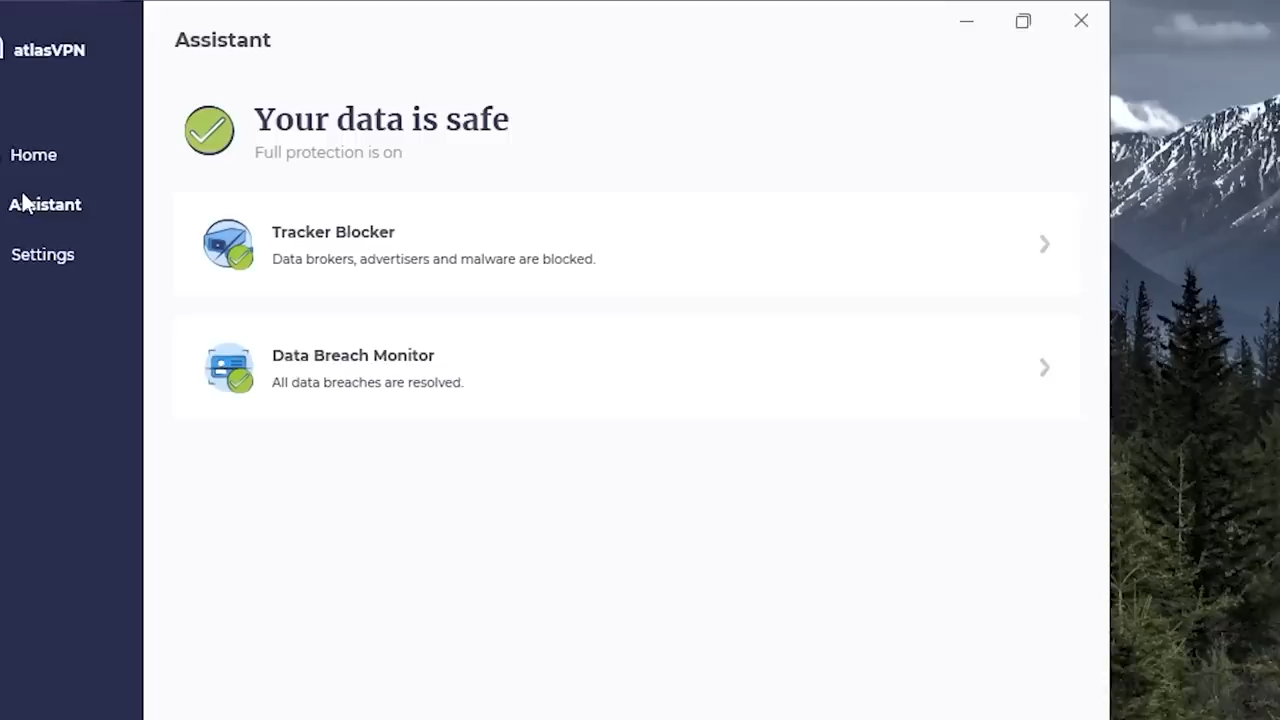 atlasVPN
Home
Assistant
Settings
Assistant
Your data is safe
Full protection is on
Tracker Blocker
Data brokers, advertisers and malware are blocked.
Data Breach Monitor
All data breaches are resolved.